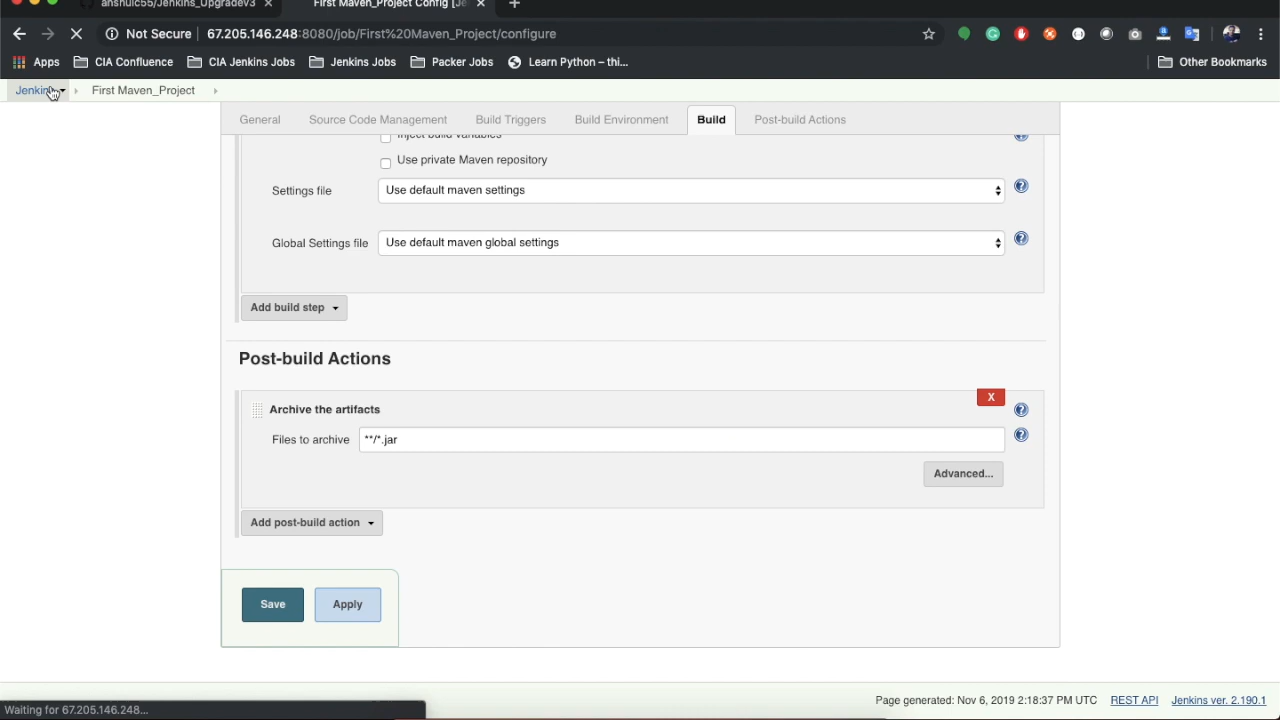 anshulc55/Jenkins_Upgradev3
First Maven_Project Config [Je
Not Secure 67.205.146.248:8080/job/First%20Maven_Project/configure
Apps CIA Confluence CIA Jenkins Jobs Jenkins Jobs Packer Jobs Learn Python – thi... Other Bookmarks
Jenkins First Maven_Project
General Source Code Management Build Triggers Build Environment Build Post-build Actions
Inject build variables
Use private Maven repository
Settings file Use default maven settings
Global Settings file Use default maven global settings
Add build step
Post-build Actions
X
Archive the artifacts
Files to archive **/*.jar
Advanced...
Add post-build action
Save Apply
Page generated: Nov 6, 2019 2:18:37 PM UTC REST API Jenkins ver. 2.190.1
Waiting for 67.205.146.248...